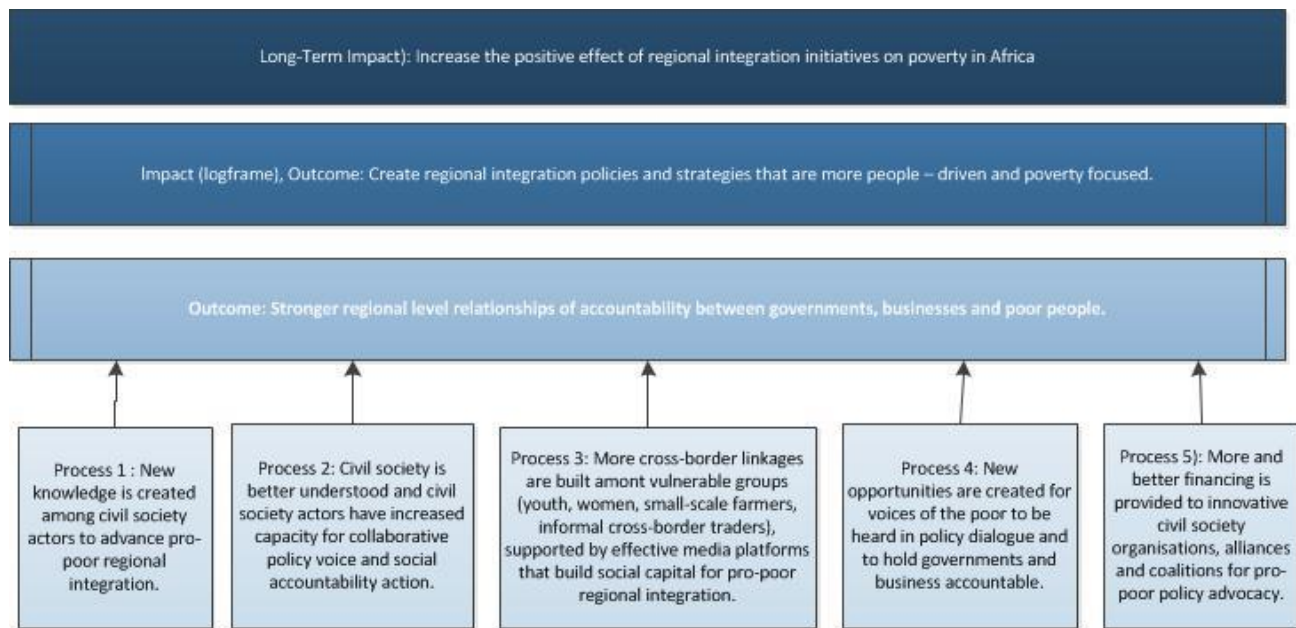 Long-Term Impact): Increase the positive effect of regional integration initiatives on poverty in Africa
Impact (logframe), Outcome: Create regional integration policies and strategies that are more people – driven and poverty focused.
Outcome: Stronger regional level relationships of accountability between governments, businesses and poor people.
Process 1 : New
knowledge is created
among civil society
actors to advance pro-
poor regional
integration.
Process 2: Civil society is
better understood and civil
society actors have increased
capacity for collaborative
policy voice and social
accountability action.
Process 3: More cross-border linkages
are built amont vulnerable groups
(youth, women, small-scale farmers,
informal cross-border traders),
supported by effective media platforms
that build social capital for pro-poor
regional integration.
Process 4: New
opportunities are created for
voices of the poor to be
heard in policy dialogue and
to hold governments and
business accountable.
Process 5): More and
better financing is
provided to innovative
civil society
organisations, alliances
and coalitions for pro-
poor policy advocacy.